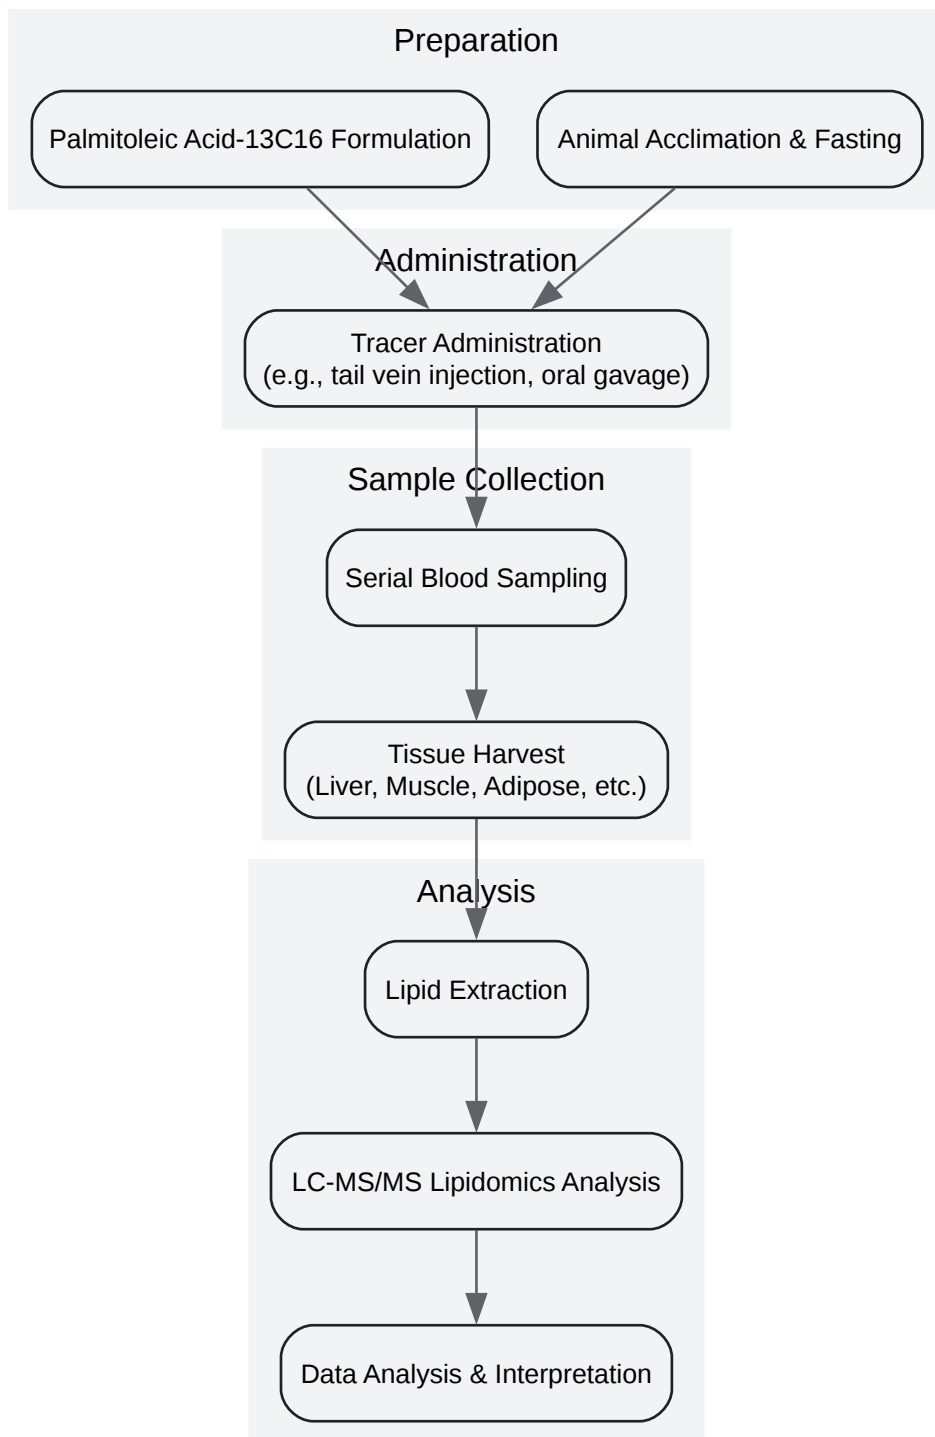 Preparation
Palmitoleic Acid-13C16 Formulation
Animal Acclimation & Fasting
Administration
Tracer Administration
(e.g., tail vein injection, oral gavage)
Sample Collection
Serial Blood Sampling
Tissue Harvest
(Liver, Muscle, Adipose, etc.)
Analysis
Lipid Extraction
LC-MS/MS Lipidomics Analysis
Data Analysis & Interpretation